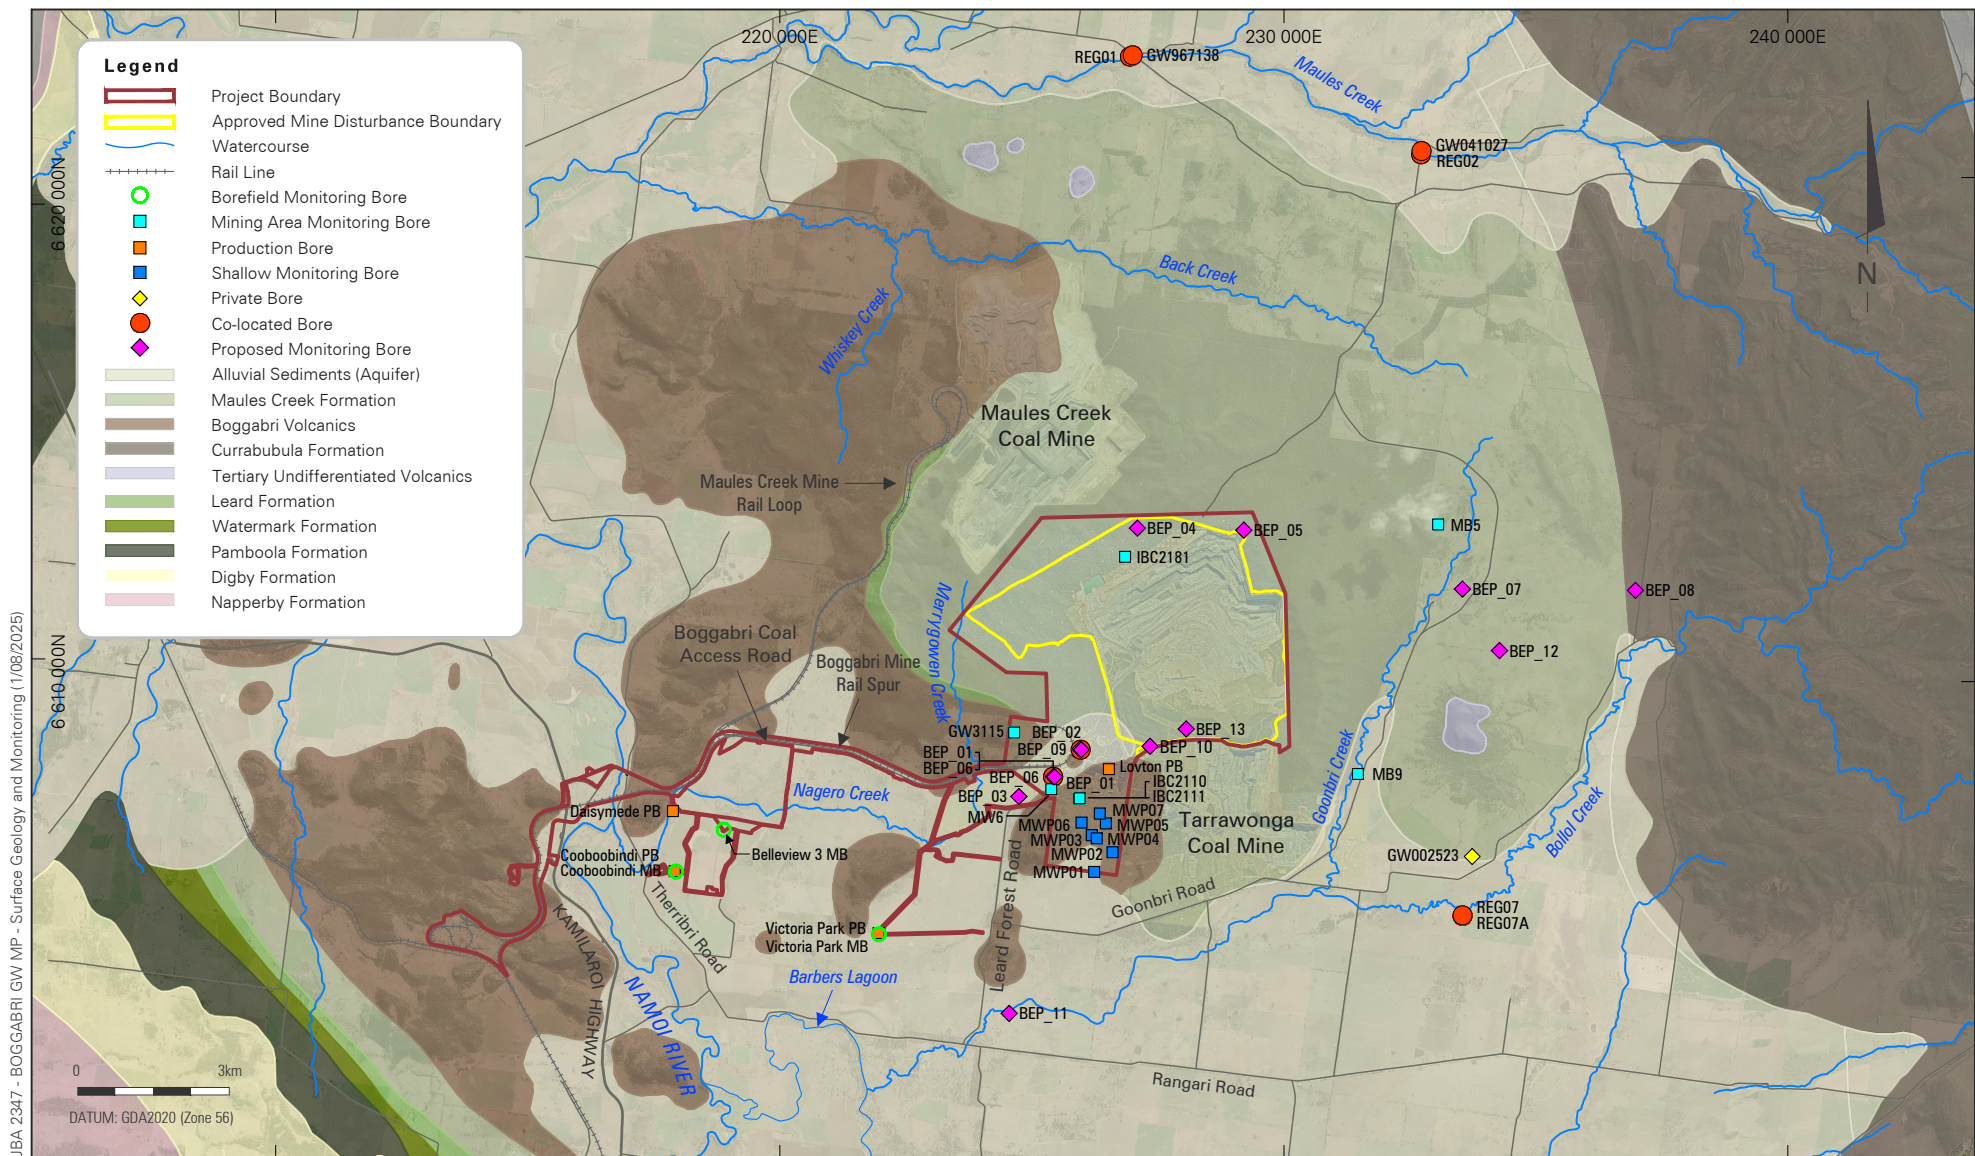 Legend
Project Boundary
Approved Mine Disturbance Boundary
Watercourse
Rail Line
Borefield Monitoring Bore
Mining Area Monitoring Bore
Production Bore
Shallow Monitoring Bore
Private Bore
Co-located Bore
Proposed Monitoring Bore
Alluvial Sediments (Aquifer)
Maules Creek Formation
Boggabri Volcanics
Currabubula Formation
Tertiary Undifferentiated Volcanics
Leard Formation
Watermark Formation
Pamboola Formation
Digby Formation
Napperby Formation
220 000E
230 000E
240 000E
6 620 000N
6 610 000N
REG01
GW967138
Maules Creek
GW041027
REG02
N
Back Creek
Whiskey Creek
Maules Creek
Coal Mine
Maules Creek Mine
Rail Loop
BEP_04
BEP_05
IBC2181
MB5
BEP_07
BEP_08
BEP_12
Merrygowen Creek
Boggabri Coal
Access Road
Boggabri Mine
Rail Spur
GW3115
BEP_02
BEP_09
BEP_13
BEP_10
BEP_01
BEP_06
Lovton PB
BEP_06
BEP_01
IBC2110
IBC2111
BEP_03
MW6
Nagero Creek
Daisymede PB
MWP07
MWP06
MWP05
MWP03
MWP04
MWP02
MWP01
Tarrawonga
Coal Mine
Goonbri Creek
MB9
Bollol Creek
GW002523
REG07
REG07A
Belleview 3 MB
Cooboobindi PB
Cooboobindi MB
Therribri Road
KAMILAROI HIGHWAY
NAMOI RIVER
Victoria Park PB
Victoria Park MB
Barbers Lagoon
Leard Forest Road
Goonbri Road
BEP_11
Rangari Road
0
3km
DATUM: GDA2020 (Zone 56)
UBA 2347 - BOGGABRI GW MP - Surface Geology and Monitoring (1/08/2025)